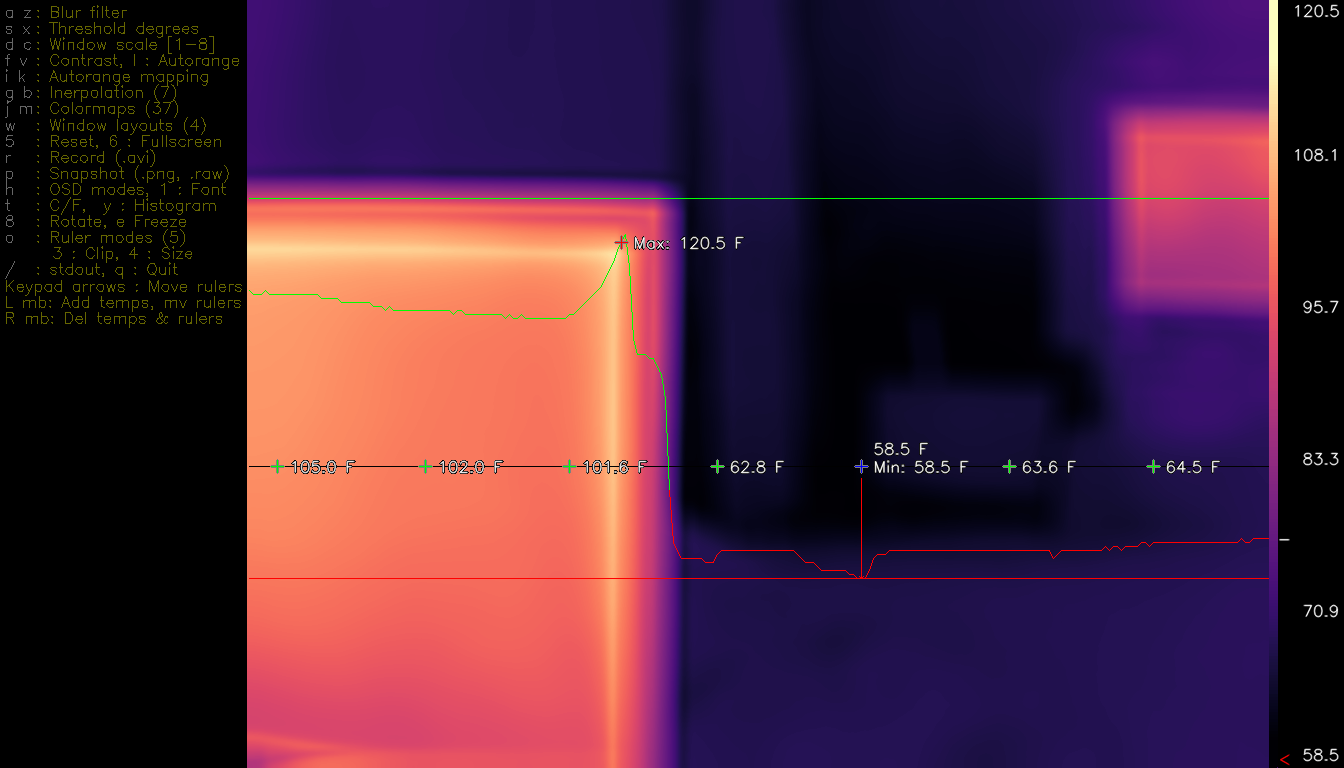 a z: Blur filter
s x: Threshold degrees
d c: Window scale [1-8]
f v: Contrast, l : Autorange
i k: Autorange mapping
g b: Inerpolation (7)
j m: Colormaps (37)
w : Window layouts (4)
5 : Reset, 6 : Fullscreen
r : Record (.avi)
p : Snapshot (.png, .raw)
h : OSD modes, 1 : Font
t : C/F, y : Histogram
8 : Rotate, e Freeze
o : Ruler modes (5)
3 : Clip, 4 : Size
/ : stdout, q : Quit
Keypad arrows : Move rulers
L mb: Add temps, mv rulers
R mb: Del temps & rulers
Max: 120.5 F
58.5 F
105.8 F
102.8 F
101.6 F
62.8 F
Min: 58.5 F
63.6 F
64.5 F
120.5
108.1
95.7
83.3
70.9
< 58.5